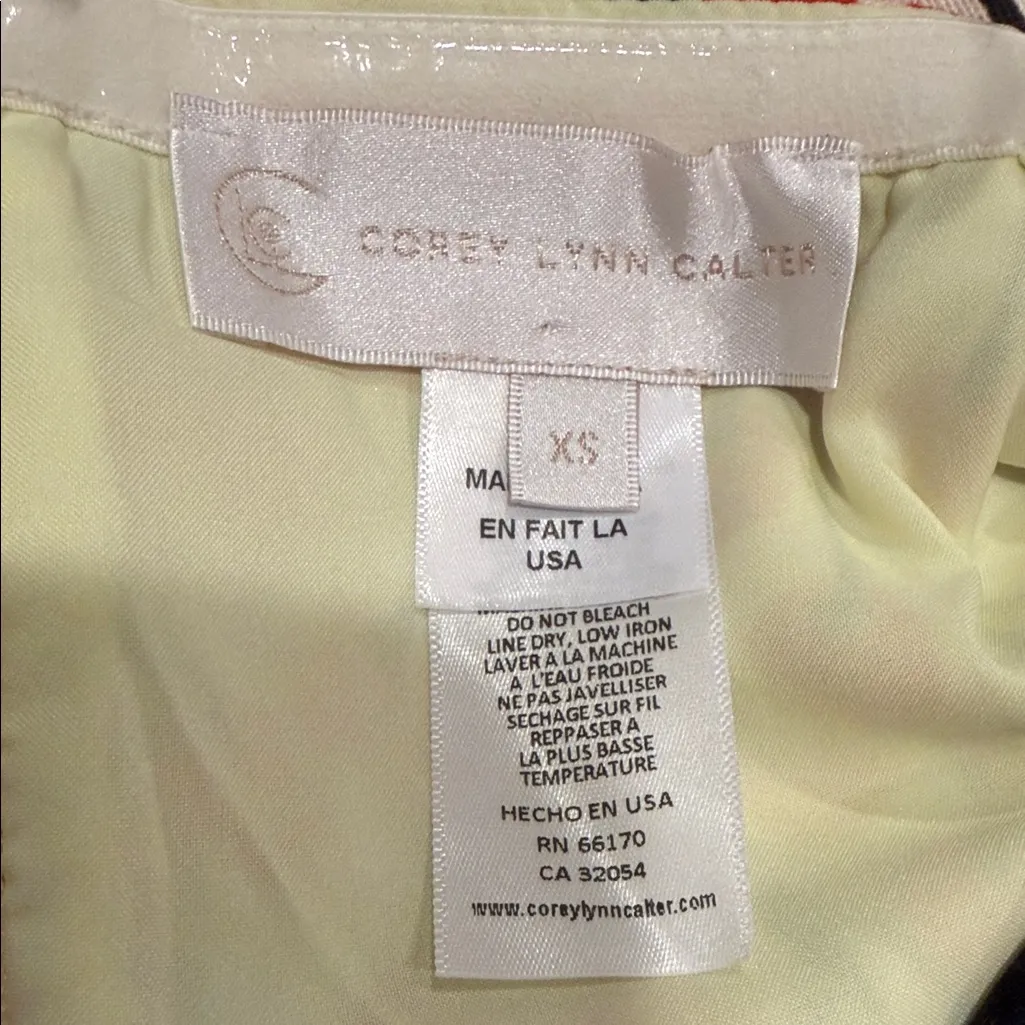 COREY LYNN CALTER
XS
MA
EN FAIT LA
USA
DO NOT BLEACH
LINE DRY, LOW IRON
LAVER A LA MACHINE
A L'EAU FROIDE
NE PAS JAVELLISER
SECHAGE SUR FIL
REPPASER A
LA PLUS BASSE
TEMPERATURE
HECHO EN USA
RN 66170
CA 32054
www.coreylynncalter.com